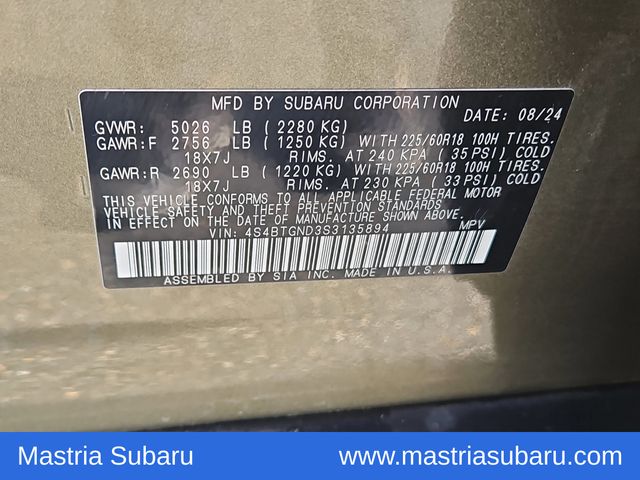 MFD BY SUBARU CORPORATION DATE: 08/24
GVWR: 5026 LB (2280 KG)
GAWR:F 2756 LB (1250 KG) WITH 225/60R18 100H TIRES.
18X7J RIMS. AT 240 KPA (35 PSI) COLD
GAWR:R 2690 LB (1220 KG) WITH 225/60R18 100H TIRES.
18X7J RIMS. AT 230 KPA (33 PSI) COLD
THIS VEHICLE CONFORMS TO ALL APPLICABLE FEDERAL MOTOR
VEHICLE SAFETY AND THEFT PREVENTION STANDARDS
IN EFFECT ON THE DATE OF MANUFACTURE SHOWN ABOVE.
VIN: 4S4BTGND3S3135894 MPV
ASSEMBLED BY SIA INC. MADE IN U.S.A.
Mastria Subaru www.mastriasubaru.com